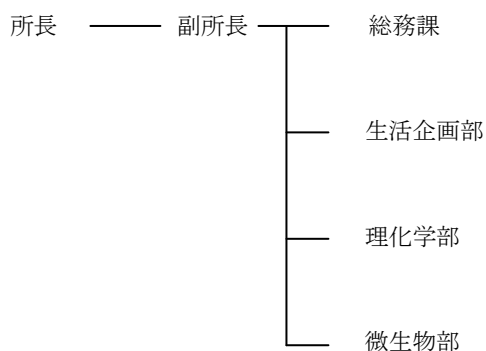 所長 副所長 総務課
生活企画部
理化学部
微生物部